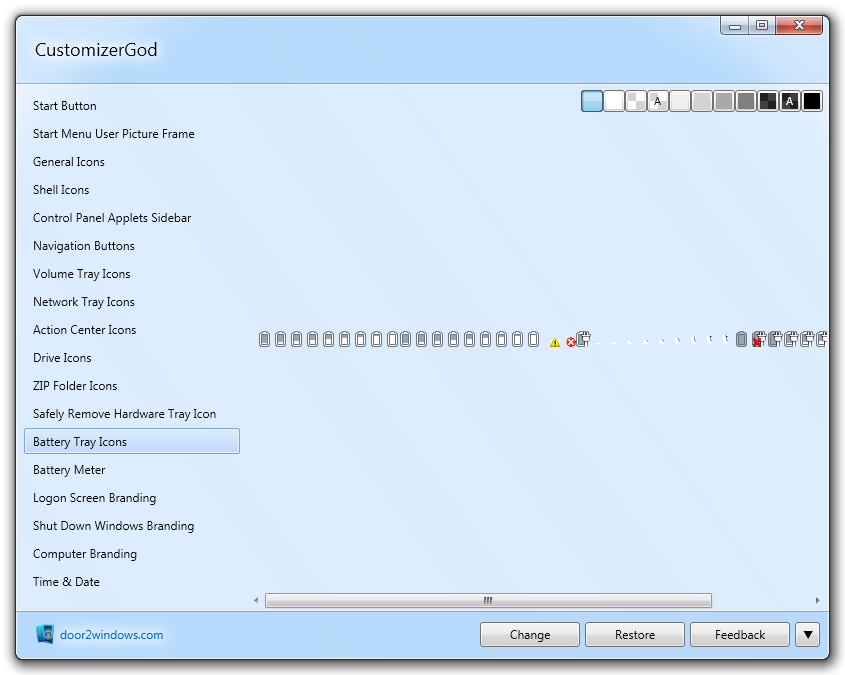 CustomizerGod
A
A
Start Button
Start Menu User Picture Frame
General Icons
Shell Icons
Control Panel Applets Sidebar
Navigation Buttons
Volume Tray Icons
Network Tray Icons
Action Center Icons
Drive Icons
ZIP Folder Icons
Safely Remove Hardware Tray Icon
Battery Tray Icons
Battery Meter
Logon Screen Branding
Shut Down Windows Branding
Computer Branding
Time & Date
door2windows.com
Change
Restore
Feedback